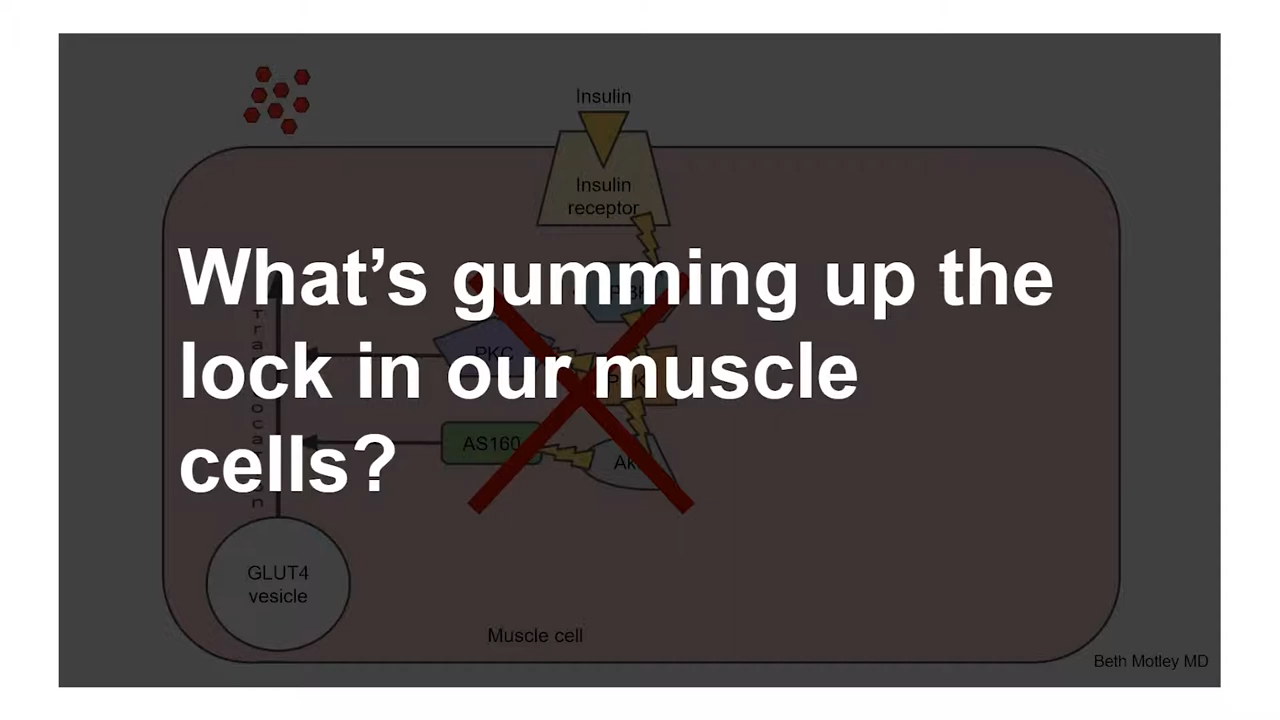 Insulin
Insulin
receptor
What's gumming up the
lock in our muscle
cells?
PKC
AS160
GLUT4
vesicle
Muscle cell
Beth Motley MD